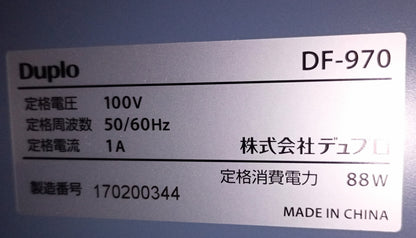 Duplo DF-970
定格電圧 100V
定格周波数 50/60Hz
定格電流 1A
株式会社デュプロ
定格消費電力 88W
製造番号 170200344
MADE IN CHINA